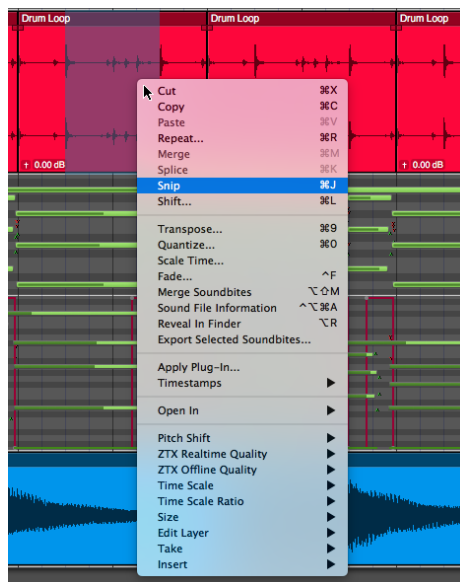 Drum Loop Drum Loop Drum Loop
Cut ⌘X
Copy ⌘C
Paste ⌘V
Repeat... ⌘R
Merge ⌘M
Splice ⌘K
Snip ⌘J
Shift... ⌘L
† 0.00 dB † 0.00 dB
Transpose... ⌘9
Quantize... ⌘0
Scale Time...
Fade... ^F
Merge Soundbites ⌥⇧M
Sound File Information ^⌥⌘A
Reveal In Finder ⌥R
Export Selected Soundbites...
Apply Plug-In...
Timestamps ▶
Open In ▶
Pitch Shift ▶
ZTX Realtime Quality ▶
ZTX Offline Quality ▶
Time Scale ▶
Time Scale Ratio ▶
Size ▶
Edit Layer ▶
Take ▶
Insert ▶